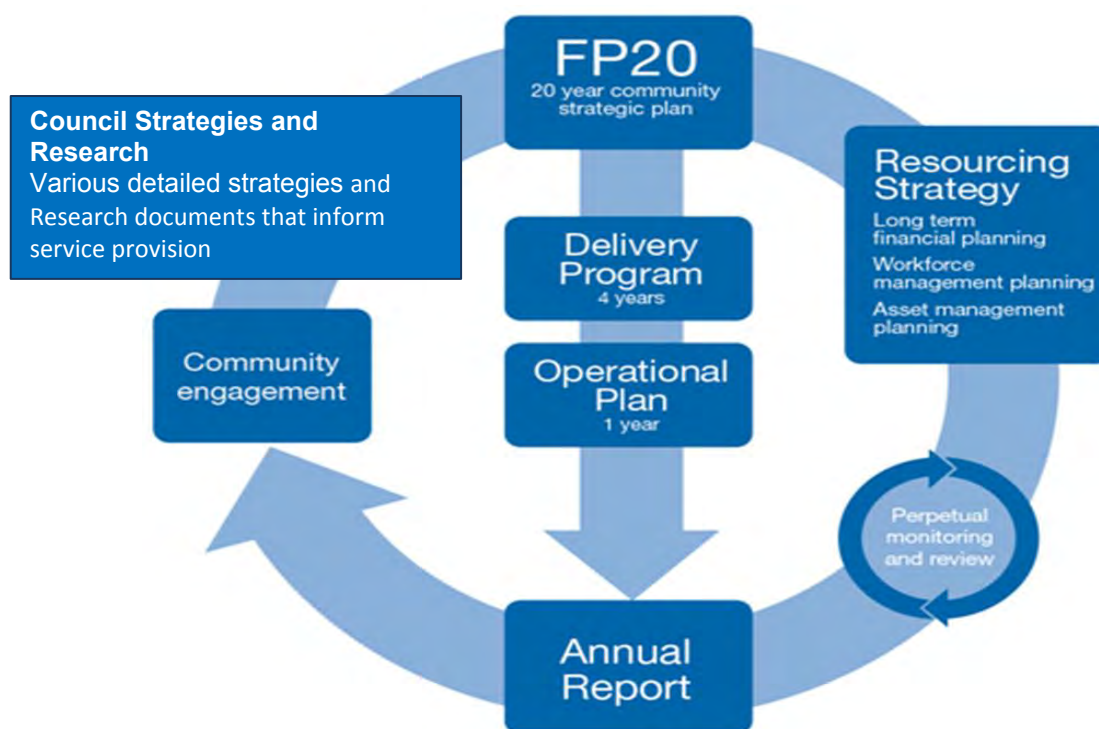 FP20
20 year community
strategic plan
Council Strategies and
Research
Various detailed strategies and
Research documents that inform
service provision
Resourcing
Strategy
Long term
financial planning
Workforce
management planning
Asset management
planning
Delivery
Program
4 years
Community
engagement
Operational
Plan
1 year
Perpetual
monitoring
and review
Annual
Report